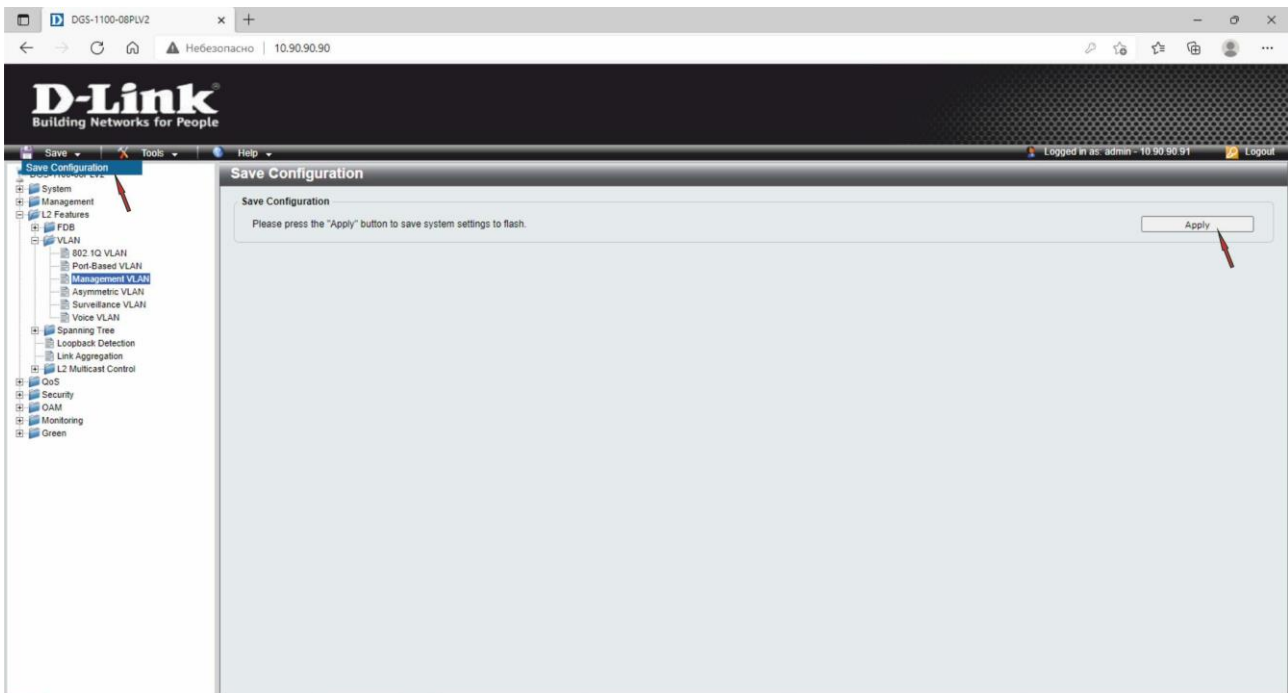 DGS-1100-08PLV2
Небезопасно | 10.90.90.90
D-Link®
Building Networks for People
Save Tools Help Logged in as: admin - 10.90.90.91 Logout
Save Configuration
DGS-1100-08PLV2
System
Management
L2 Features
FDB
VLAN
802.1Q VLAN
Port-Based VLAN
Management VLAN
Asymmetric VLAN
Surveillance VLAN
Voice VLAN
Spanning Tree
Loopback Detection
Link Aggregation
L2 Multicast Control
QoS
Security
OAM
Monitoring
Green
Save Configuration
Save Configuration
Please press the "Apply" button to save system settings to flash.
Apply